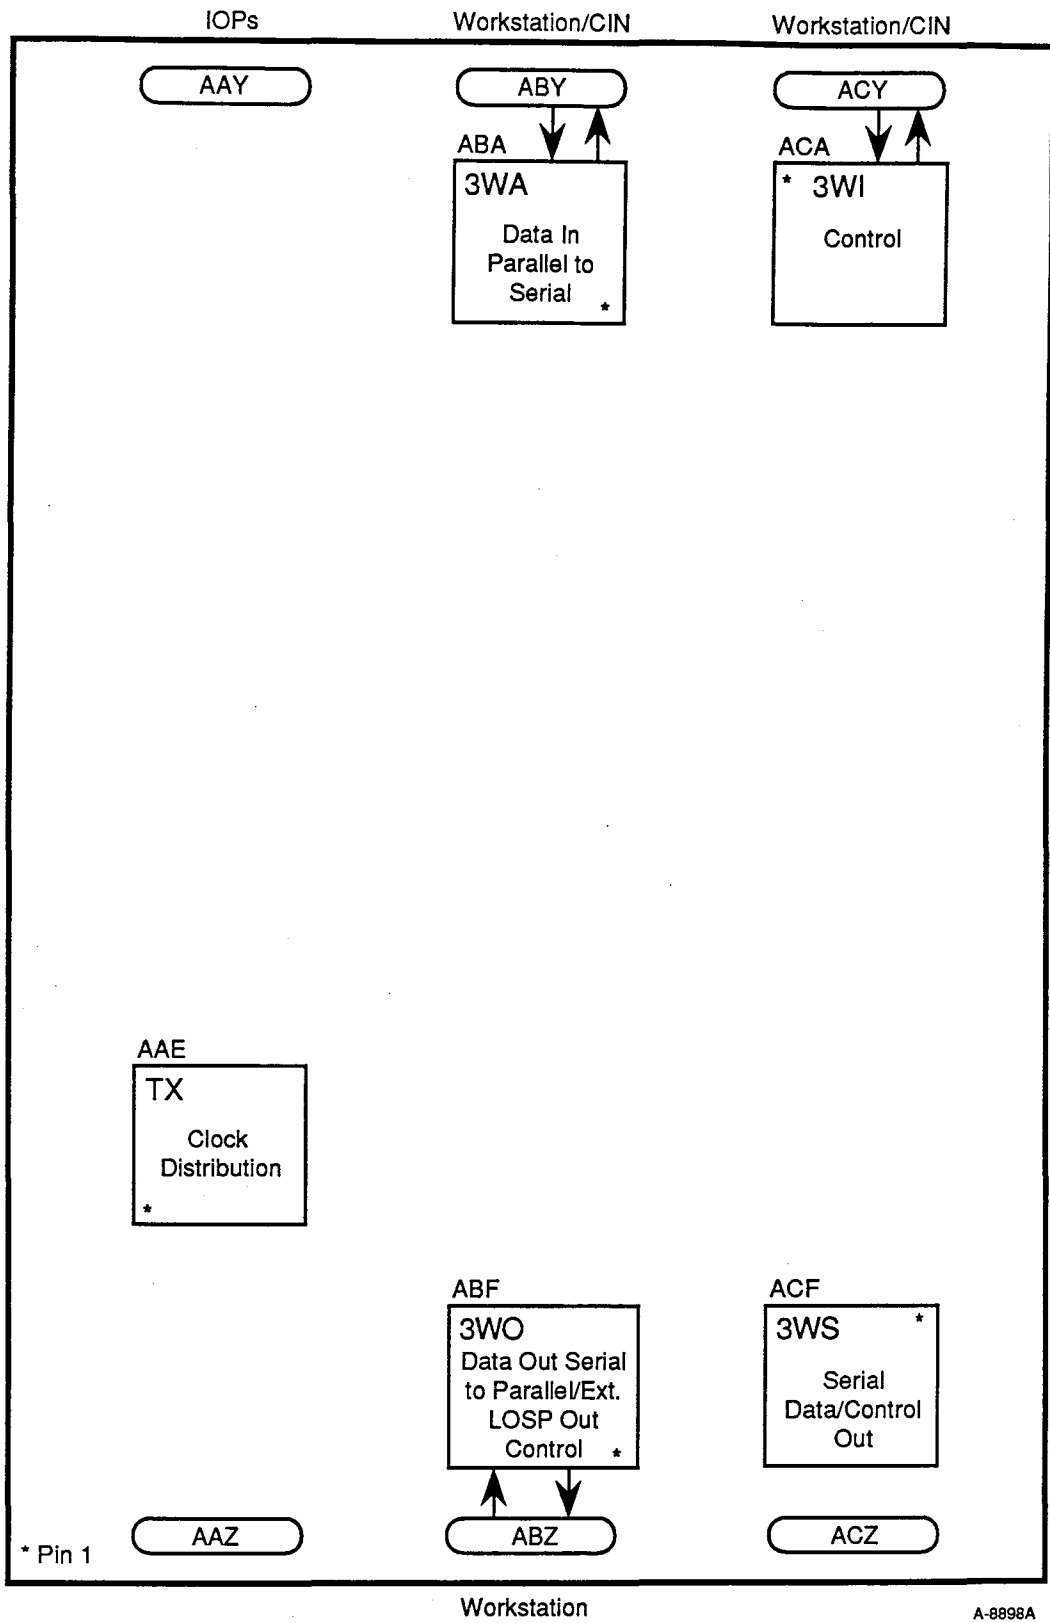 IOPs Workstation/CIN Workstation/CIN
AAY ABY ACY
ABA ACA
3WA * 3WI
Data In
Parallel to
Serial
*
Control
AAE
TX
Clock
Distribution
*
ABF ACF
3WO
Data Out Serial
to Parallel/Ext.
LOSP Out
Control *
3WS *
Serial
Data/Control
Out
AAZ ABZ ACZ
* Pin 1
Workstation
A-8898A